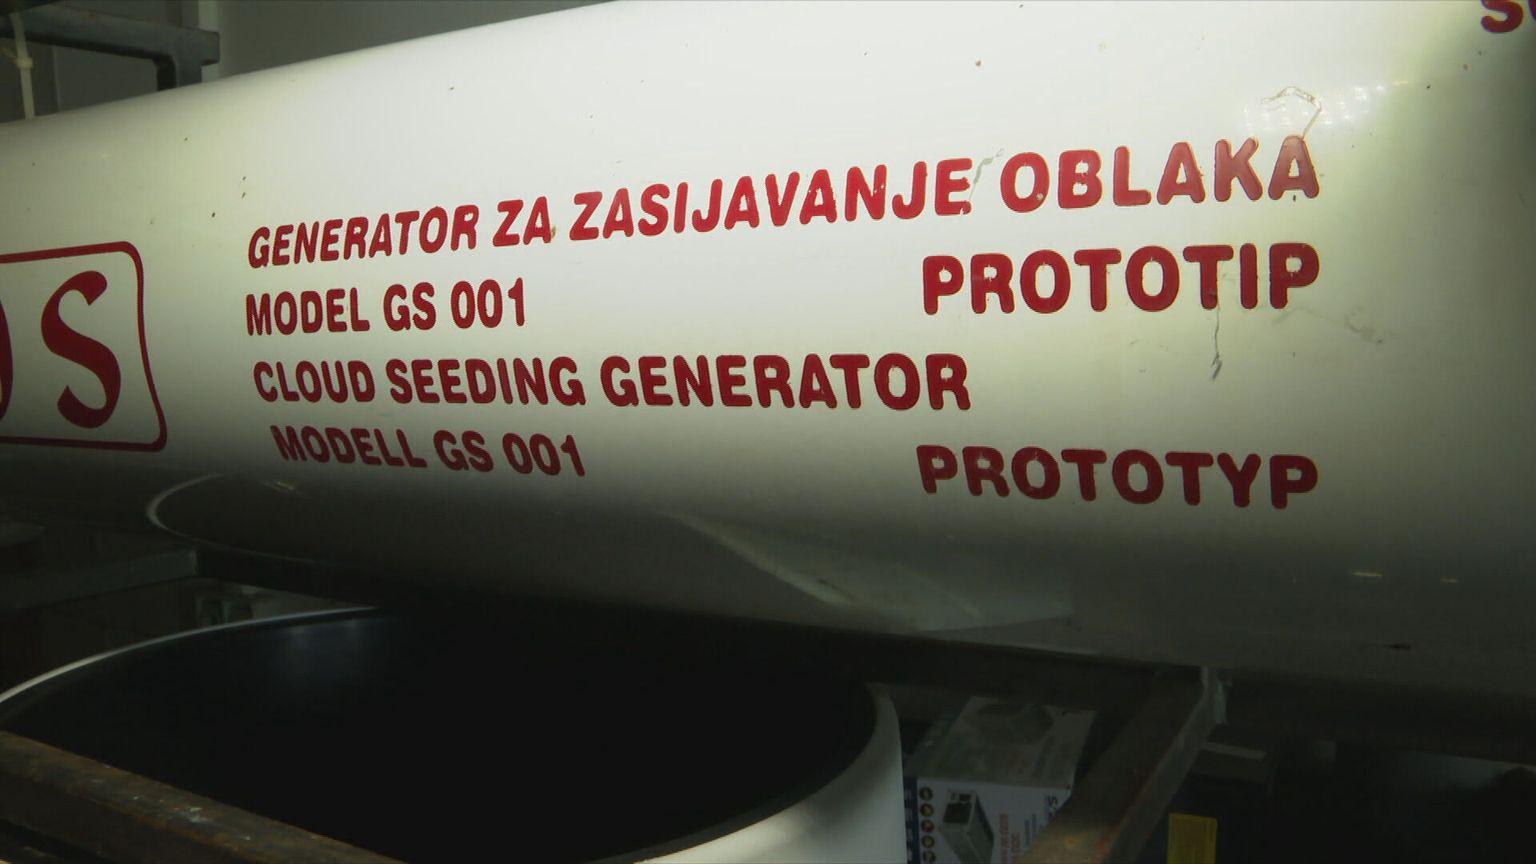 GENERATOR ZA ZASIJAVANJE OBLAKA
MODEL GS 001 PROTOTIP
CLOUD SEEDING GENERATOR
MODELL GS 001 PROTOTYP
S